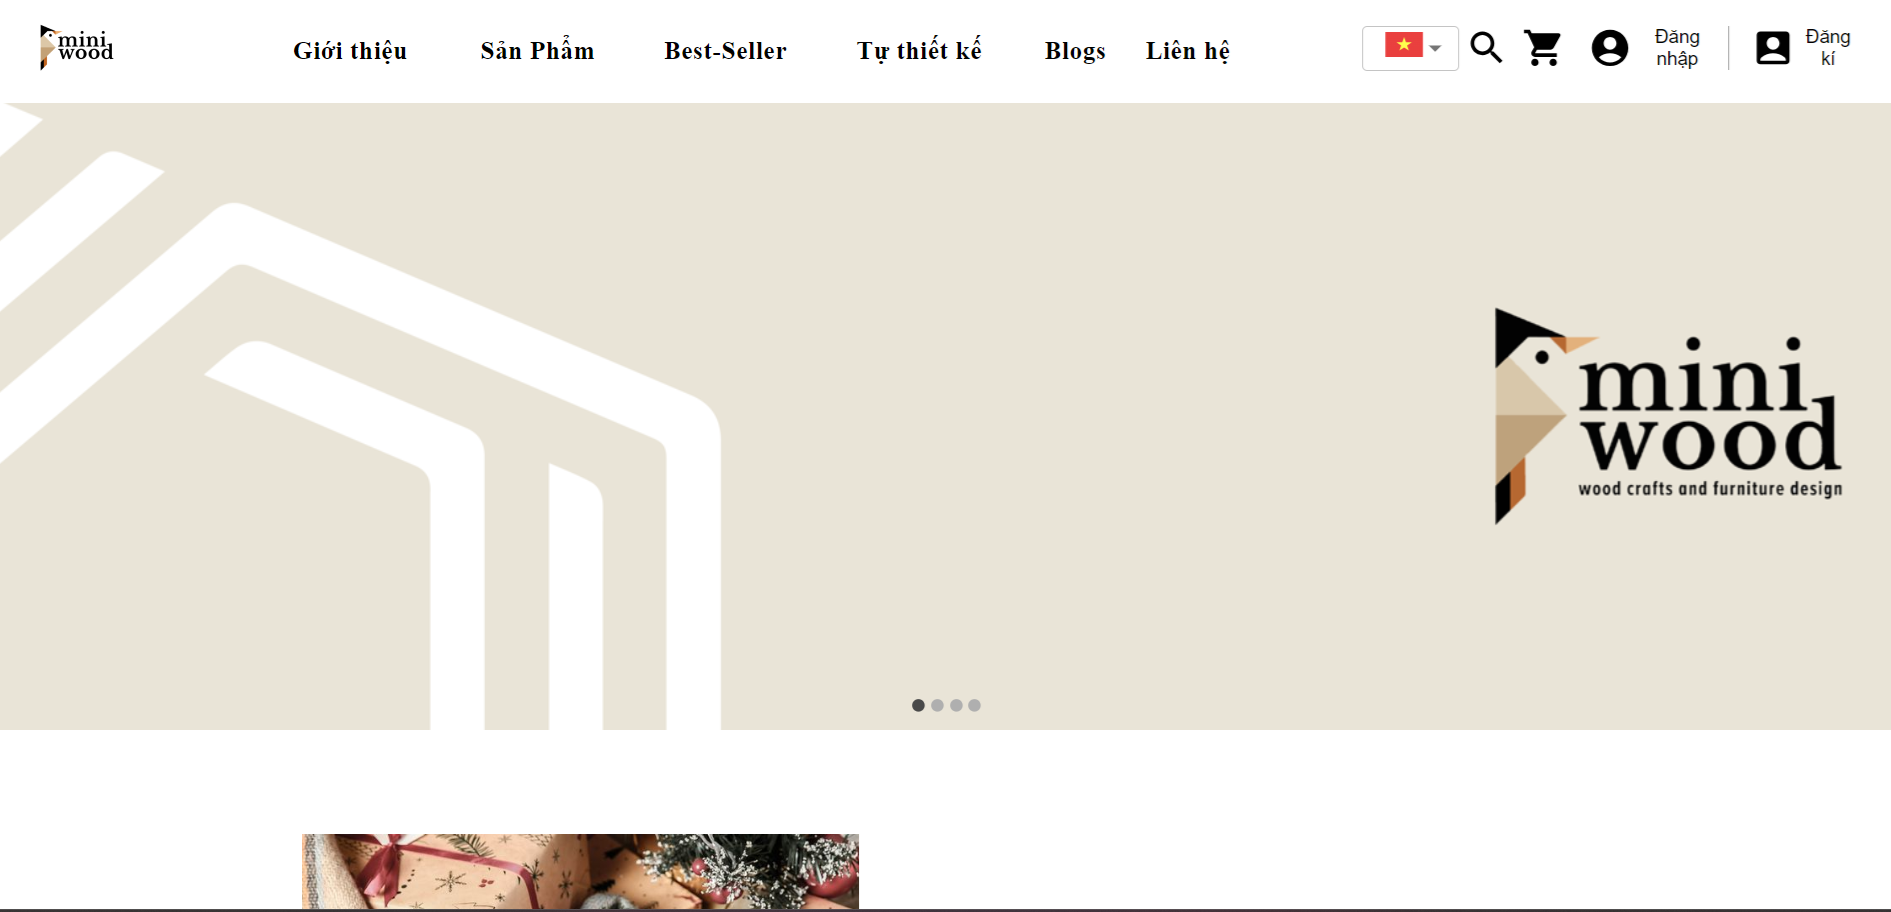 mini
wood
Giới thiệu
Sản Phẩm
Best-Seller
Tự thiết kế
Blogs
Liên hệ
Đăng
nhập
Đăng
kí
mini
wood
wood crafts and furniture design